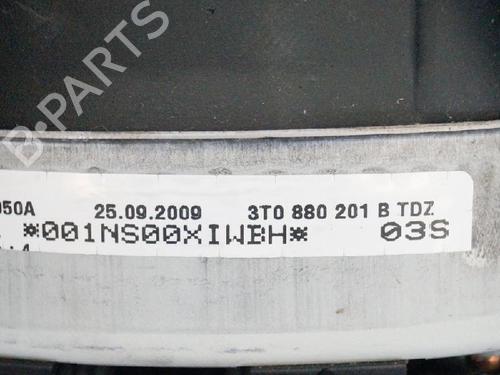 B-PARTS
050A 25.09.2009 3T0 880 201 B TDZ
*001NS00XIWBH* 03S